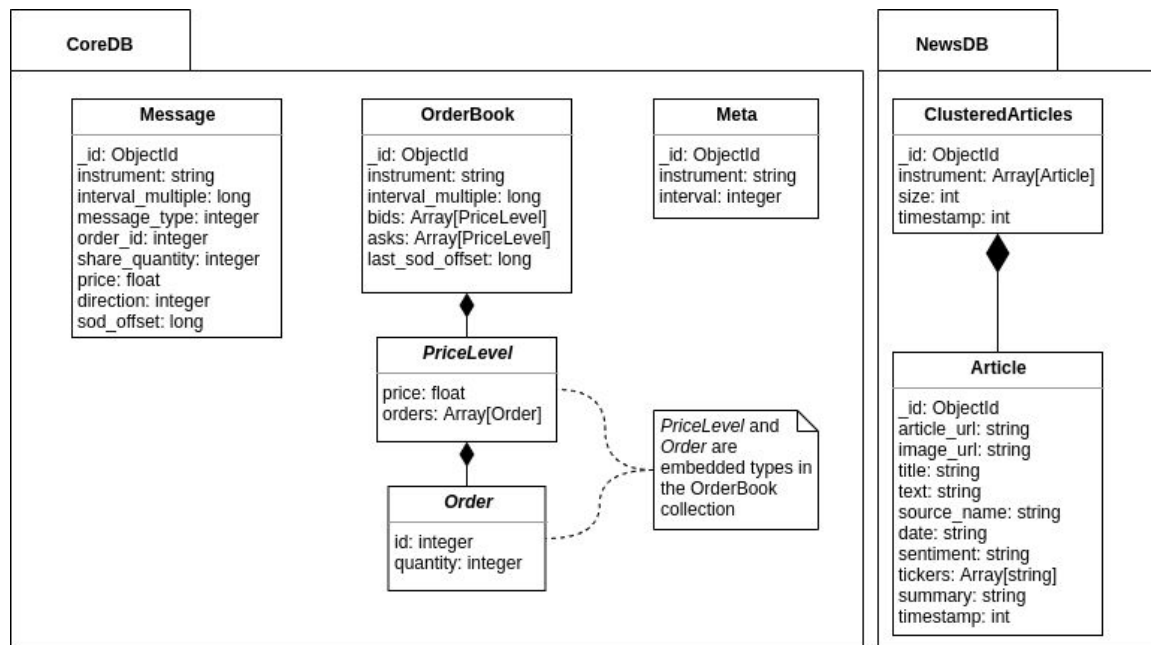 CoreDB
Message
_id: ObjectId
instrument: string
interval_multiple: long
message_type: integer
order_id: integer
share_quantity: integer
price: float
direction: integer
sod_offset: long
OrderBook
_id: ObjectId
instrument: string
interval_multiple: long
bids: Array[PriceLevel]
asks: Array[PriceLevel]
last_sod_offset: long
PriceLevel
price: float
orders: Array[Order]
Order
id: integer
quantity: integer
Meta
_id: ObjectId
instrument: string
interval: integer
PriceLevel and
Order are
embedded types in
the OrderBook
collection
NewsDB
ClusteredArticles
_id: ObjectId
instrument: Array[Article]
size: int
timestamp: int
Article
_id: ObjectId
article_url: string
image_url: string
title: string
text: string
source_name: string
date: string
sentiment: string
tickers: Array[string]
summary: string
timestamp: int